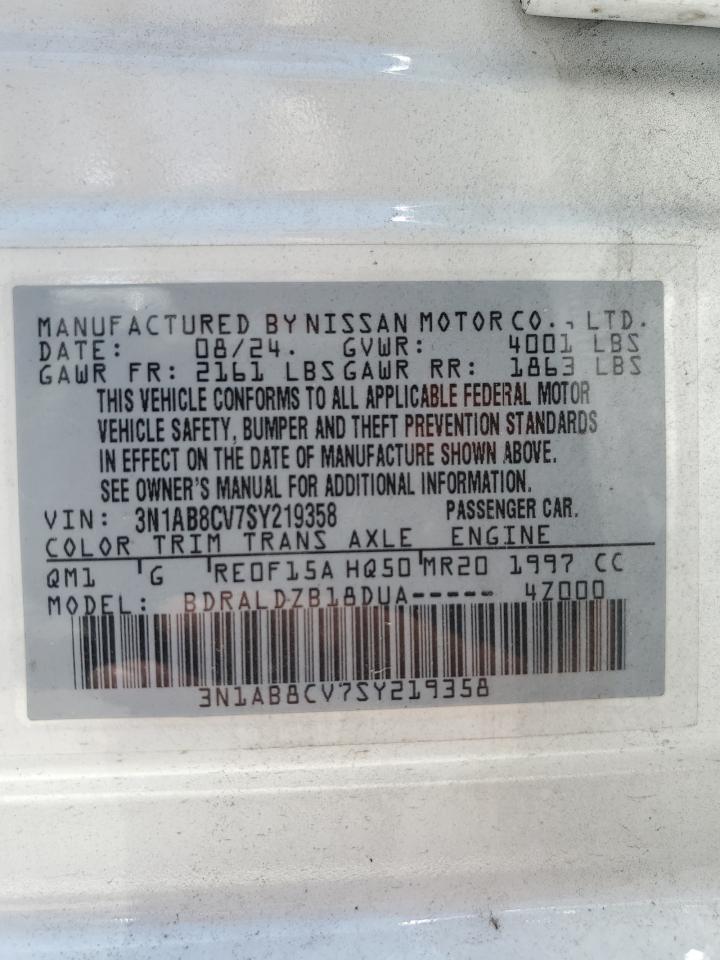 MANUFACTURED BY NISSAN MOTOR CO., LTD.
DATE: 08/24. GVWR: 4001 LBS
GAWR FR: 2161 LBS GAWR RR: 1863 LBS
THIS VEHICLE CONFORMS TO ALL APPLICABLE FEDERAL MOTOR
VEHICLE SAFETY, BUMPER AND THEFT PREVENTION STANDARDS
IN EFFECT ON THE DATE OF MANUFACTURE SHOWN ABOVE.
SEE OWNER'S MANUAL FOR ADDITIONAL INFORMATION.
VIN: 3N1AB8CV7SY219358 PASSENGER CAR.
COLOR TRIM TRANS AXLE ENGINE
QM1 G RE0F15A HQ50 MR20 1997 CC
MODEL: BDRALDZB18DUA----- 4Z000
3N1AB8CV7SY219358